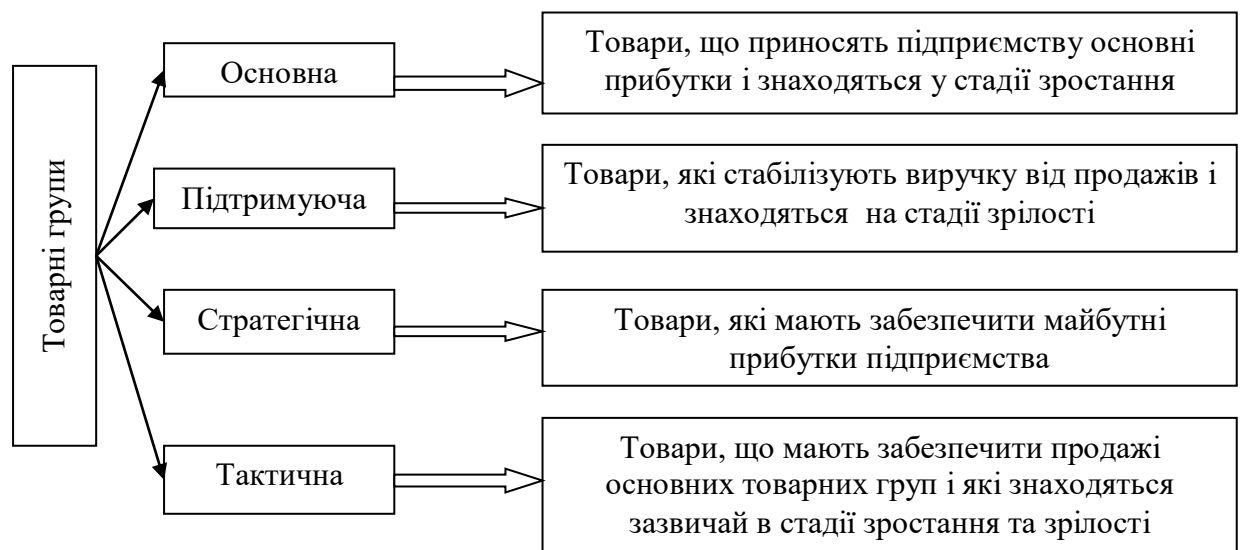 Товарні групи
Основна
Товари, що приносять підприємству основні
прибутки і знаходяться у стадії зростання
Підтримуюча
Товари, які стабілізують виручку від продажів і
знаходяться на стадії зрілості
Стратегічна
Товари, які мають забезпечити майбутні
прибутки підприємства
Тактична
Товари, що мають забезпечити продажі
основних товарних груп і які знаходяться
зазвичай в стадії зростання та зрілості